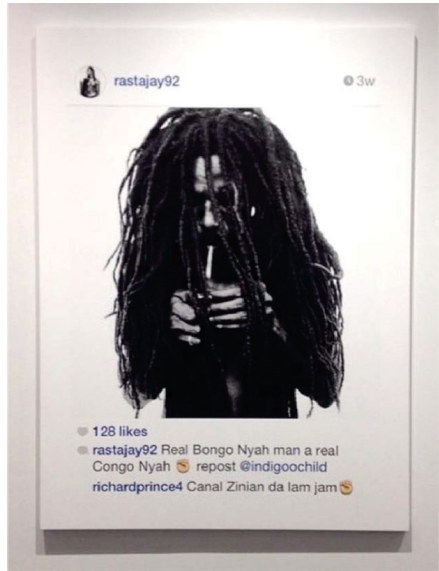 rastajay92 3w
128 likes
rastajay92 Real Bongo Nyah man a real
Congo Nyah ✊ repost @indigoochild
richardprince4 Canal Zinian da lam jam ✊